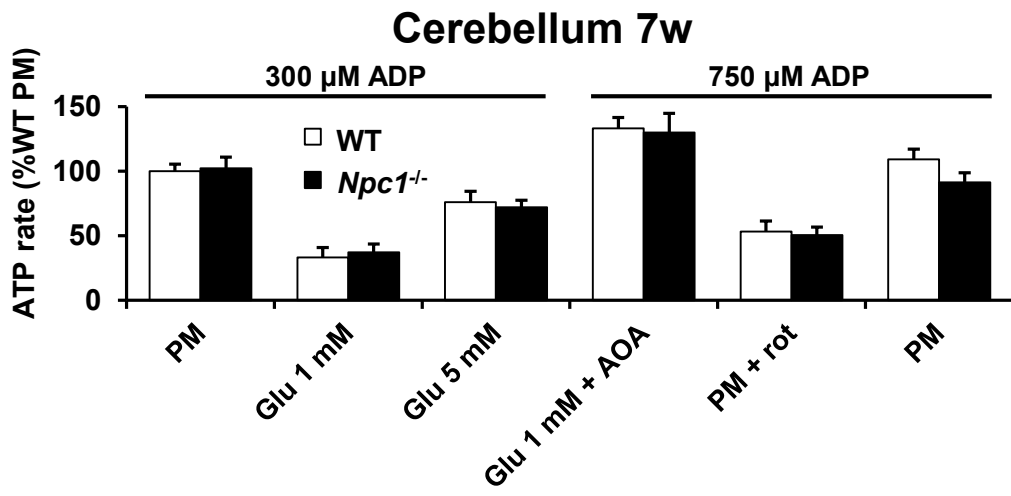 Cerebellum 7w
300 µM ADP
750 µM ADP
ATP rate (%WT PM)
150
100
50
0
WT
Npc1-/-
PM
Glu 1 mM
Glu 5 mM
Glu 1 mM + AOA
PM + rot
PM